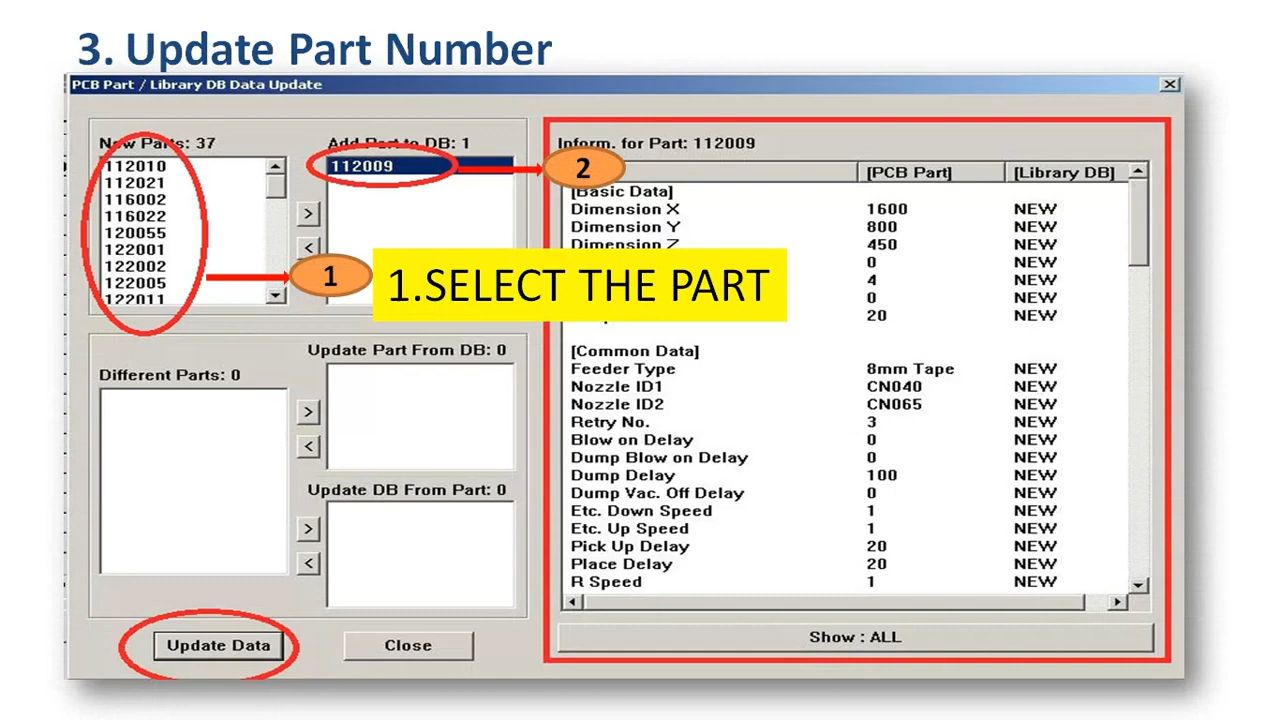 3. Update Part Number
PCB Part / Library DB Data Update
New Parts: 37
112010
112021
116002
116022
120055
122001
122002
122005
122011
Add Part to DB: 1
112009
>
<
1
2
1.SELECT THE PART
Different Parts: 0
Update Part From DB: 0
>
<
Update DB From Part: 0
>
<
Update Data
Close
Inform. for Part: 112009
[PCB Part] [Library DB]
[Basic Data]
Dimension X 1600 NEW
Dimension Y 800 NEW
Dimension Z 450 NEW
0 NEW
4 NEW
0 NEW
20 NEW
[Common Data]
Feeder Type 8mm Tape NEW
Nozzle ID1 CN040 NEW
Nozzle ID2 CN065 NEW
Retry No. 3 NEW
Blow on Delay 0 NEW
Dump Blow on Delay 0 NEW
Dump Delay 100 NEW
Dump Vac. Off Delay 0 NEW
Etc. Down Speed 1 NEW
Etc. Up Speed 1 NEW
Pick Up Delay 20 NEW
Place Delay 20 NEW
R Speed 1 NEW
Show : ALL